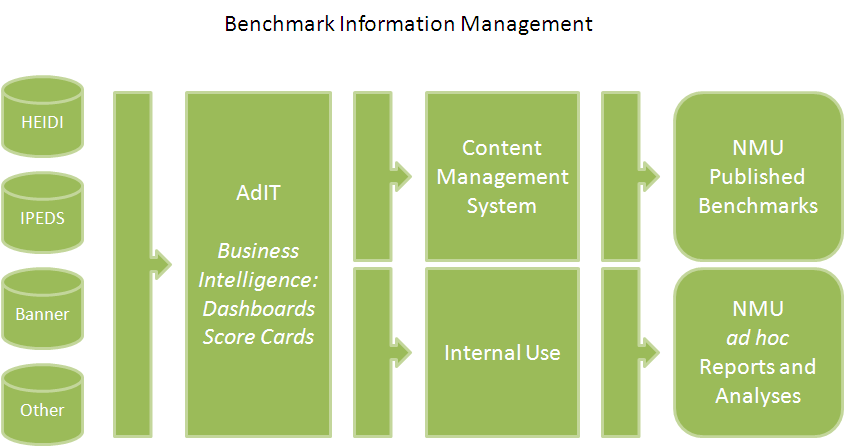 Benchmark Information Management
HEIDI
IPEDS
Banner
Other
AdIT
Business
Intelligence:
Dashboards
Score Cards
Content
Management
System
Internal Use
NMU
Published
Benchmarks
NMU
ad hoc
Reports and
Analyses